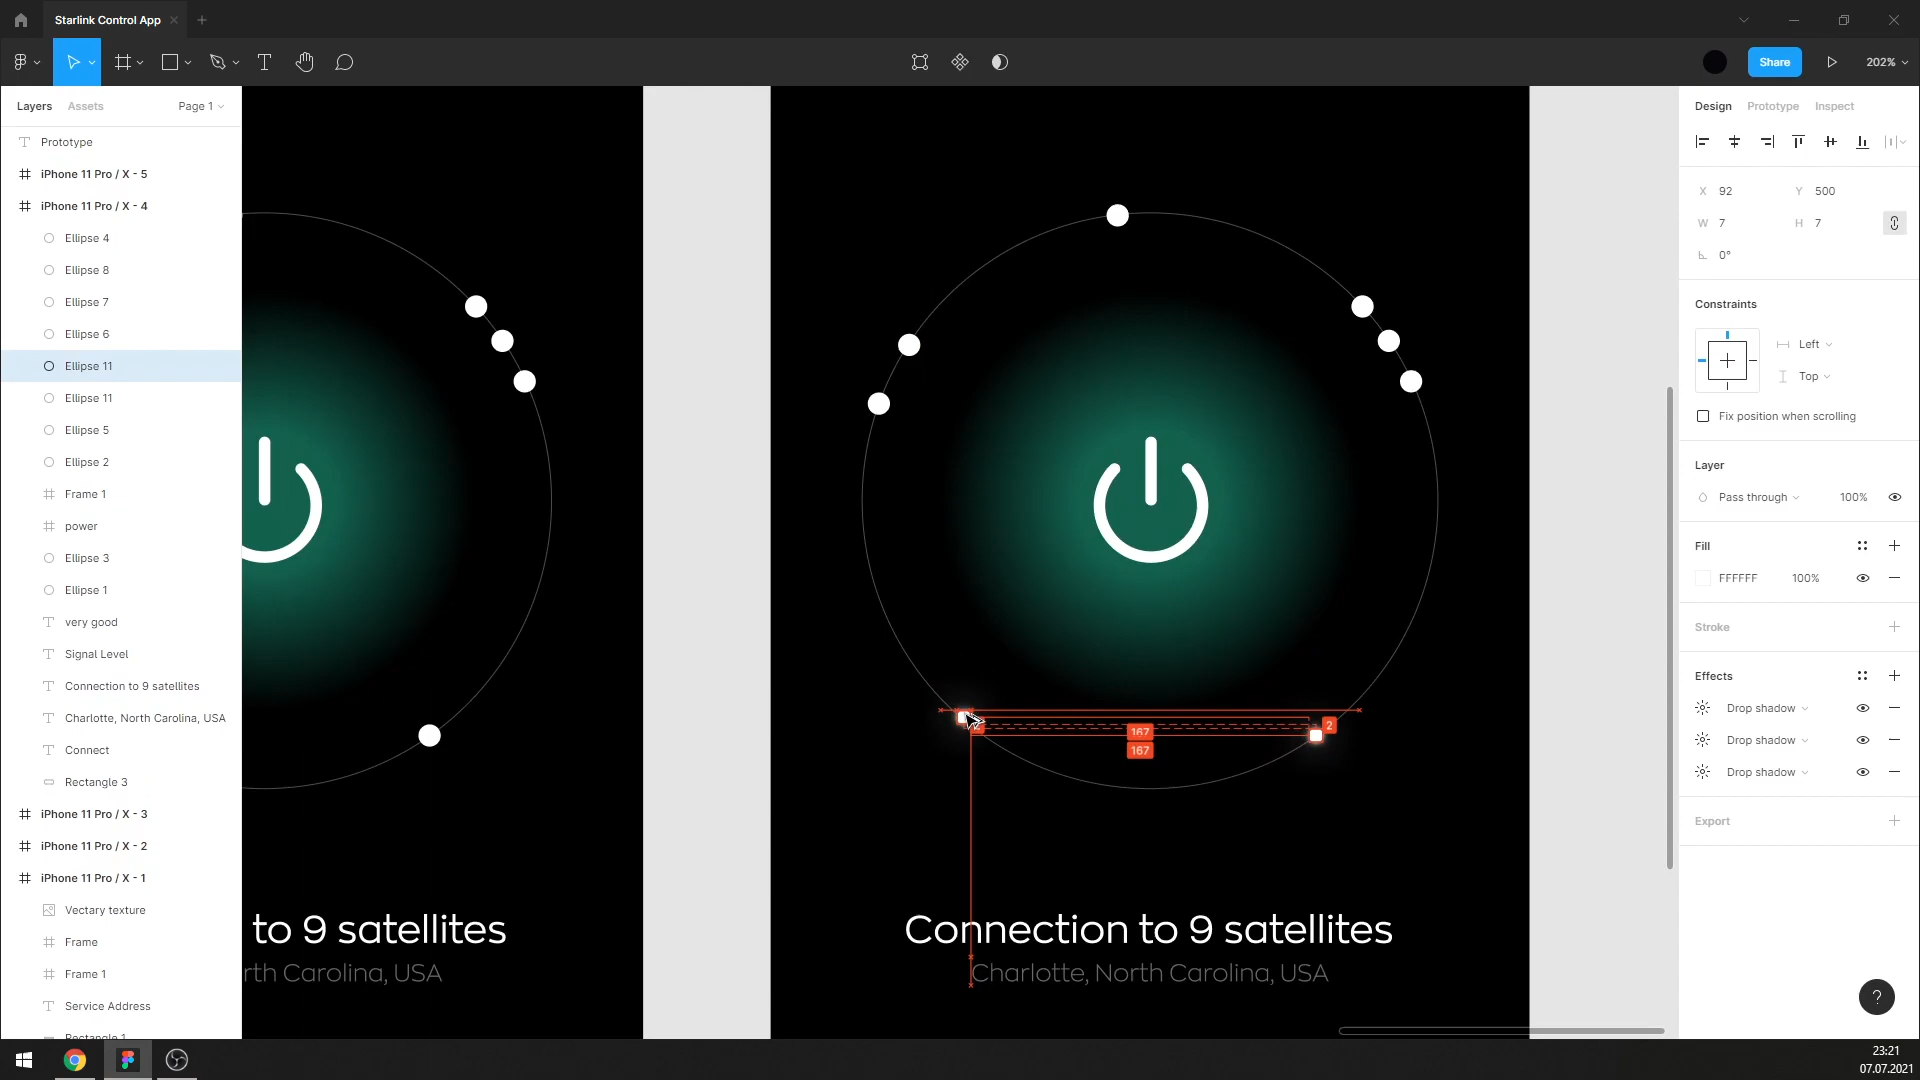 Starlink Control App
Share
202%
Layers
Assets
Page 1
Prototype
iPhone 11 Pro / X - 5
iPhone 11 Pro / X - 4
Ellipse 4
Ellipse 8
Ellipse 7
Ellipse 6
Ellipse 11
Ellipse 11
Ellipse 5
Ellipse 2
Frame 1
power
Ellipse 3
Ellipse 1
very good
Signal Level
Connection to 9 satellites
Charlotte, North Carolina, USA
Connect
Rectangle 3
iPhone 11 Pro / X - 3
iPhone 11 Pro / X - 2
iPhone 11 Pro / X - 1
Vectary texture
Frame
Frame 1
Service Address
Rectangle 1
to 9 satellites
rth Carolina, USA
2
167
167
Connection to 9 satellites
Charlotte, North Carolina, USA
Design
Prototype
Inspect
X 92
Y 500
W 7
H 7
0°
Constraints
Left
Top
Fix position when scrolling
Layer
Pass through
100%
Fill
FFFFFF
100%
Stroke
Effects
Drop shadow
Drop shadow
Drop shadow
Export
?
23:21
07.07.2021